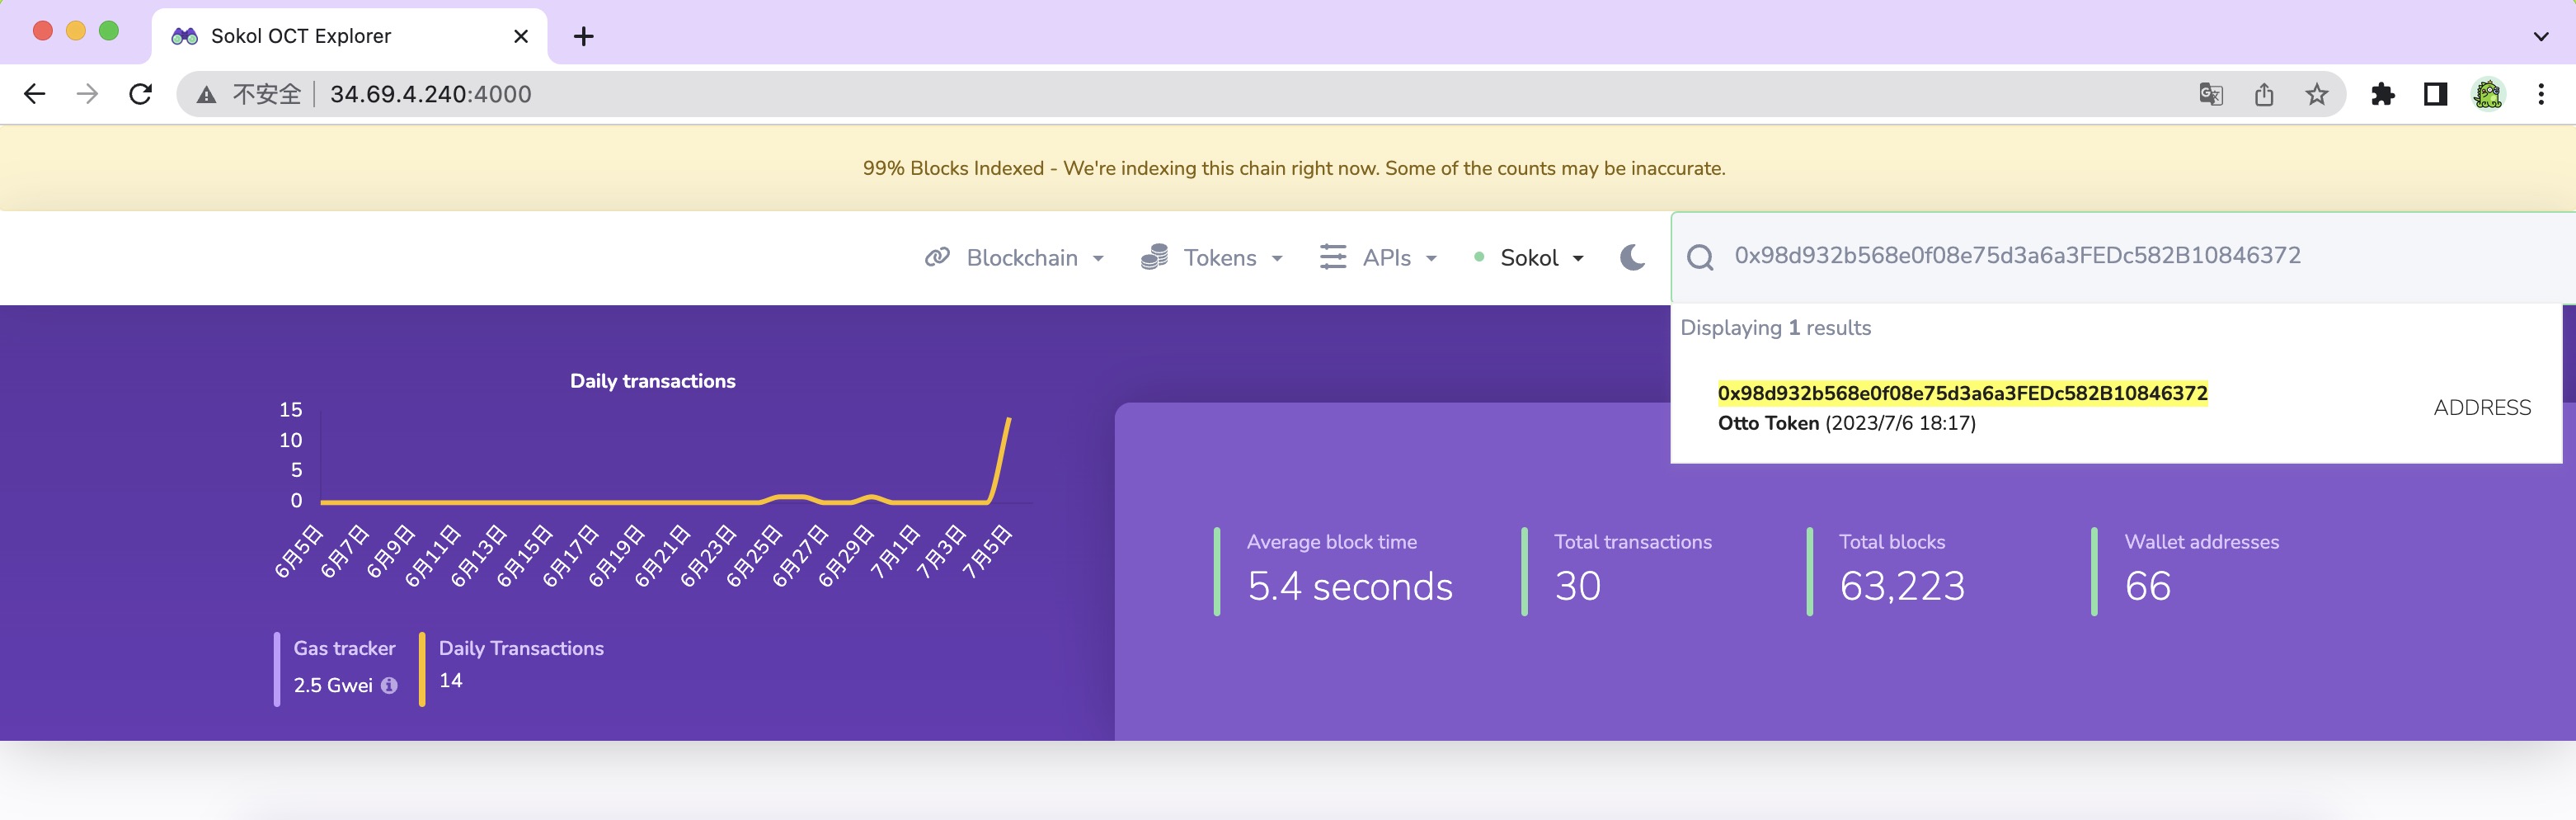 Sokol OCT Explorer
不安全 34.69.4.240:4000
99% Blocks Indexed - We're indexing this chain right now. Some of the counts may be inaccurate.
Blockchain Tokens APIs Sokol 0x98d932b568e0f08e75d3a6a3FEDc582B10846372
Displaying 1 results
0x98d932b568e0f08e75d3a6a3FEDc582B10846372
Otto Token (2023/7/6 18:17)
ADDRESS
Daily transactions
15
10
5
0
6月5日 6月7日 6月9日 6月11日 6月13日 6月15日 6月17日 6月19日 6月21日 6月23日 6月25日 6月27日 6月29日 7月1日 7月3日 7月5日
Gas tracker
2.5 Gwei
Daily Transactions
14
Average block time
5.4 seconds
Total transactions
30
Total blocks
63,223
Wallet addresses
66